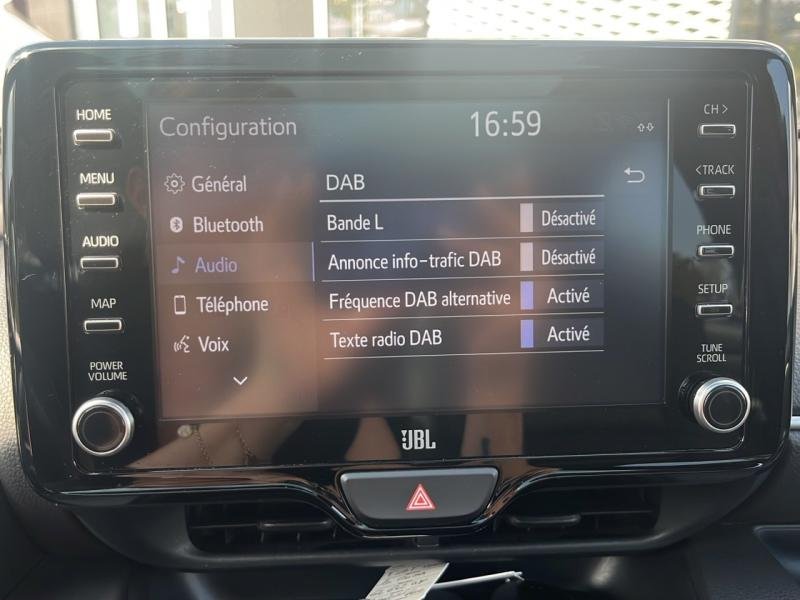 HOME
MENU
AUDIO
MAP
POWER
VOLUME
Configuration 16:59
Général
Bluetooth
Audio
Téléphone
Voix
DAB
Bande L Désactivé
Annonce info-trafic DAB Désactivé
Fréquence DAB alternative Activé
Texte radio DAB Activé
CH >
< TRACK
PHONE
SETUP
TUNE
SCROLL
JBL